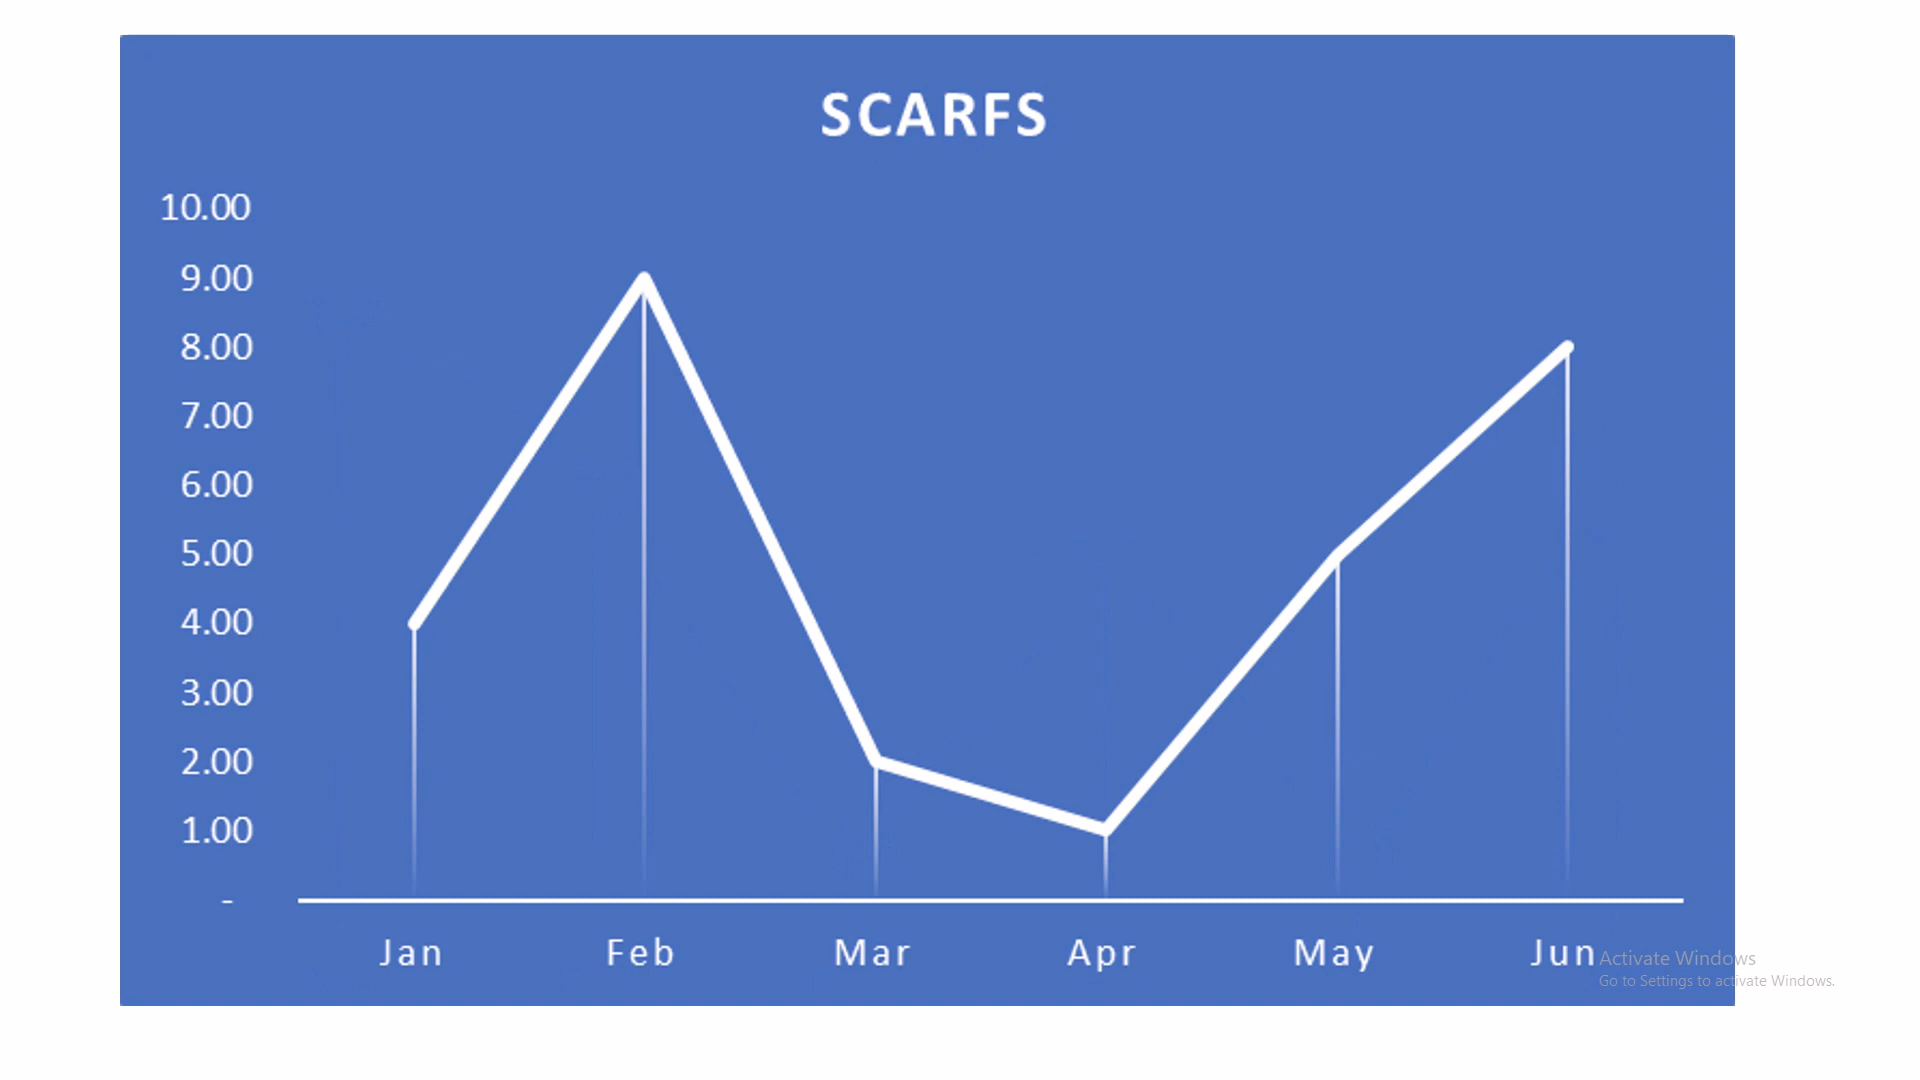 SCARFS
10.00
9.00
8.00
7.00
6.00
5.00
4.00
3.00
2.00
1.00
-
Jan Feb Mar Apr May Jun
Activate Windows
Go to Settings to activate Windows.